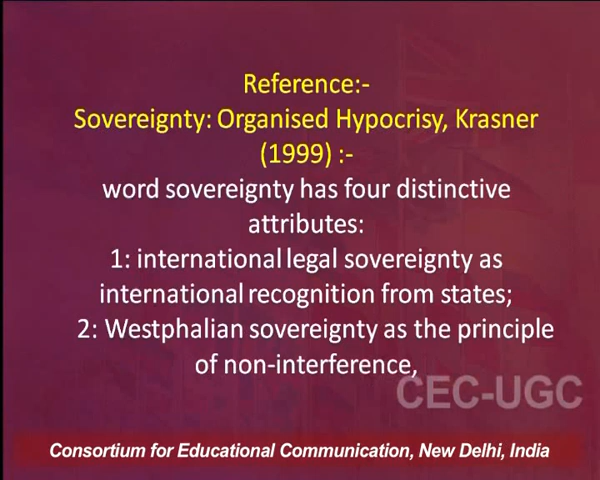 Reference:-
Sovereignty: Organised Hypocrisy, Krasner
(1999) :-
word sovereignty has four distinctive
attributes:
1: international legal sovereignty as
international recognition from states;
2: Westphalian sovereignty as the principle
of non-interference,
CEC-UGC
Consortium for Educational Communication, New Delhi, India